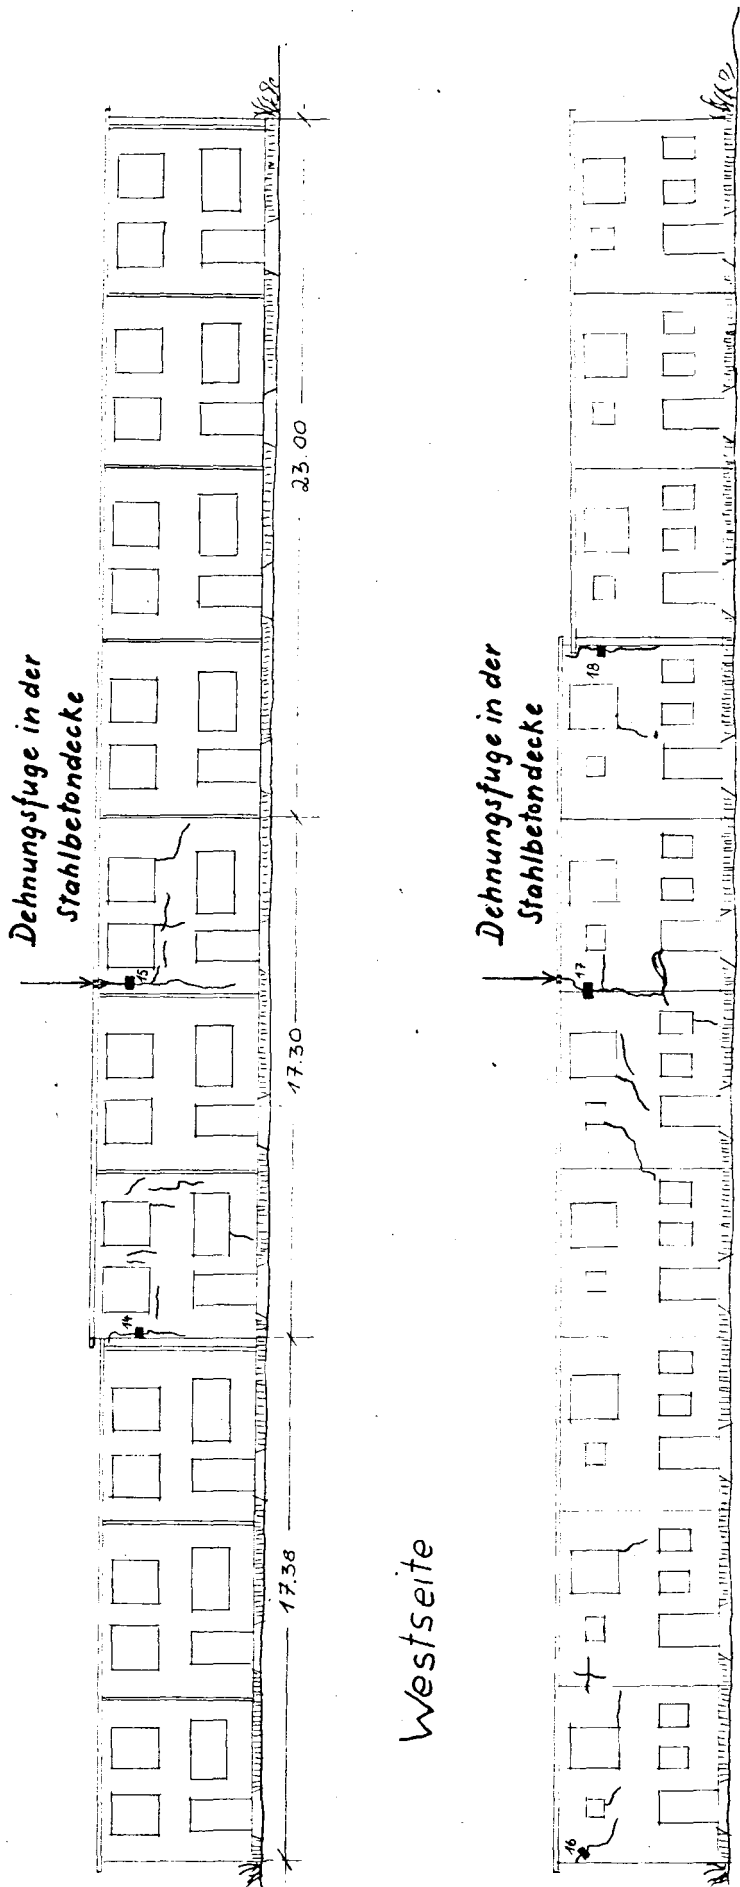 Dehnungsfuge in der
Stahlbetondecke
15
14
17.38
17.30
23.00
Westseite
Dehnungsfuge in der
Stahlbetondecke
16
17
18